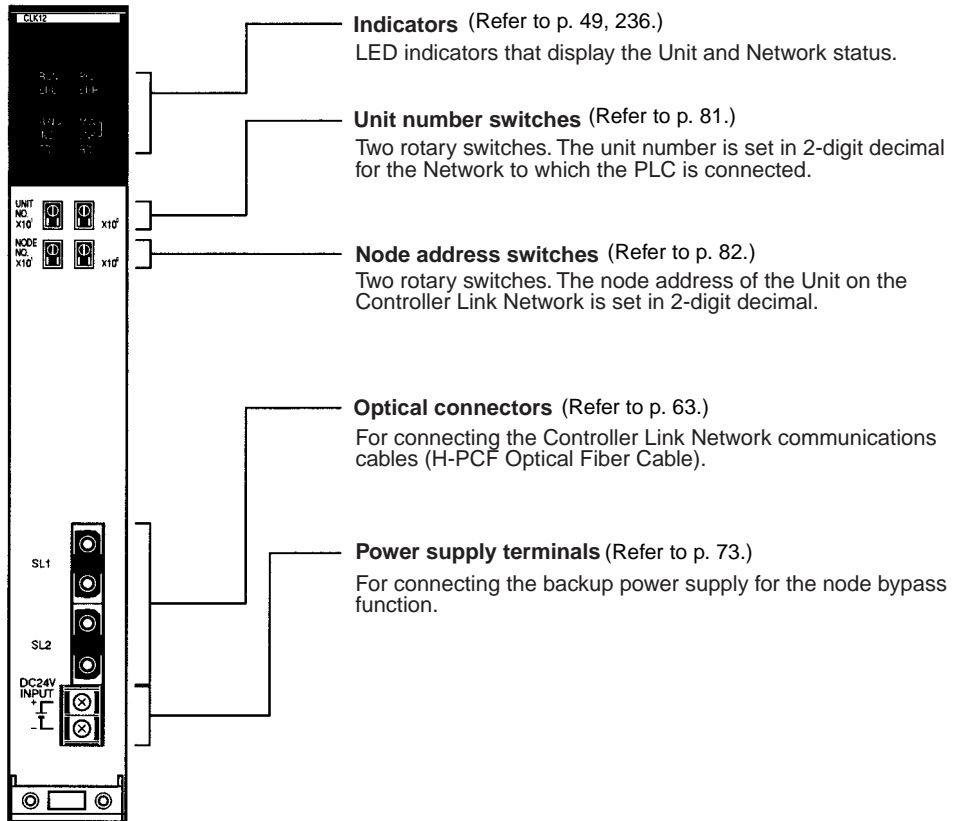 CLK12
Indicators (Refer to p. 49, 236.)
LED indicators that display the Unit and Network status.
Unit number switches (Refer to p. 81.)
Two rotary switches. The unit number is set in 2-digit decimal
for the Network to which the PLC is connected.
UNIT
NO.
X10¹ X10⁰
Node address switches (Refer to p. 82.)
Two rotary switches. The node address of the Unit on the
Controller Link Network is set in 2-digit decimal.
NODE
NO.
X10¹ X10⁰
Optical connectors (Refer to p. 63.)
For connecting the Controller Link Network communications
cables (H-PCF Optical Fiber Cable).
SL1
SL2
Power supply terminals (Refer to p. 73.)
For connecting the backup power supply for the node bypass
function.
DC24V
INPUT
+
−